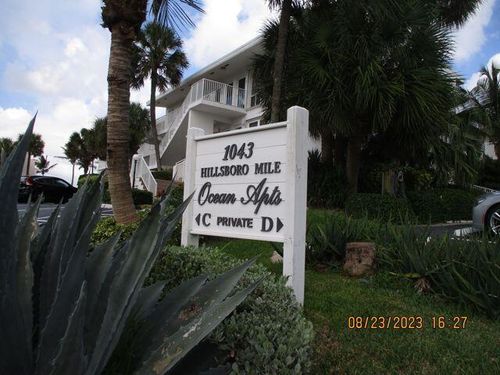 1043
HILLSBORO MILE
Ocean Apts
◀C PRIVATE D▶
08/23/2023 16:27